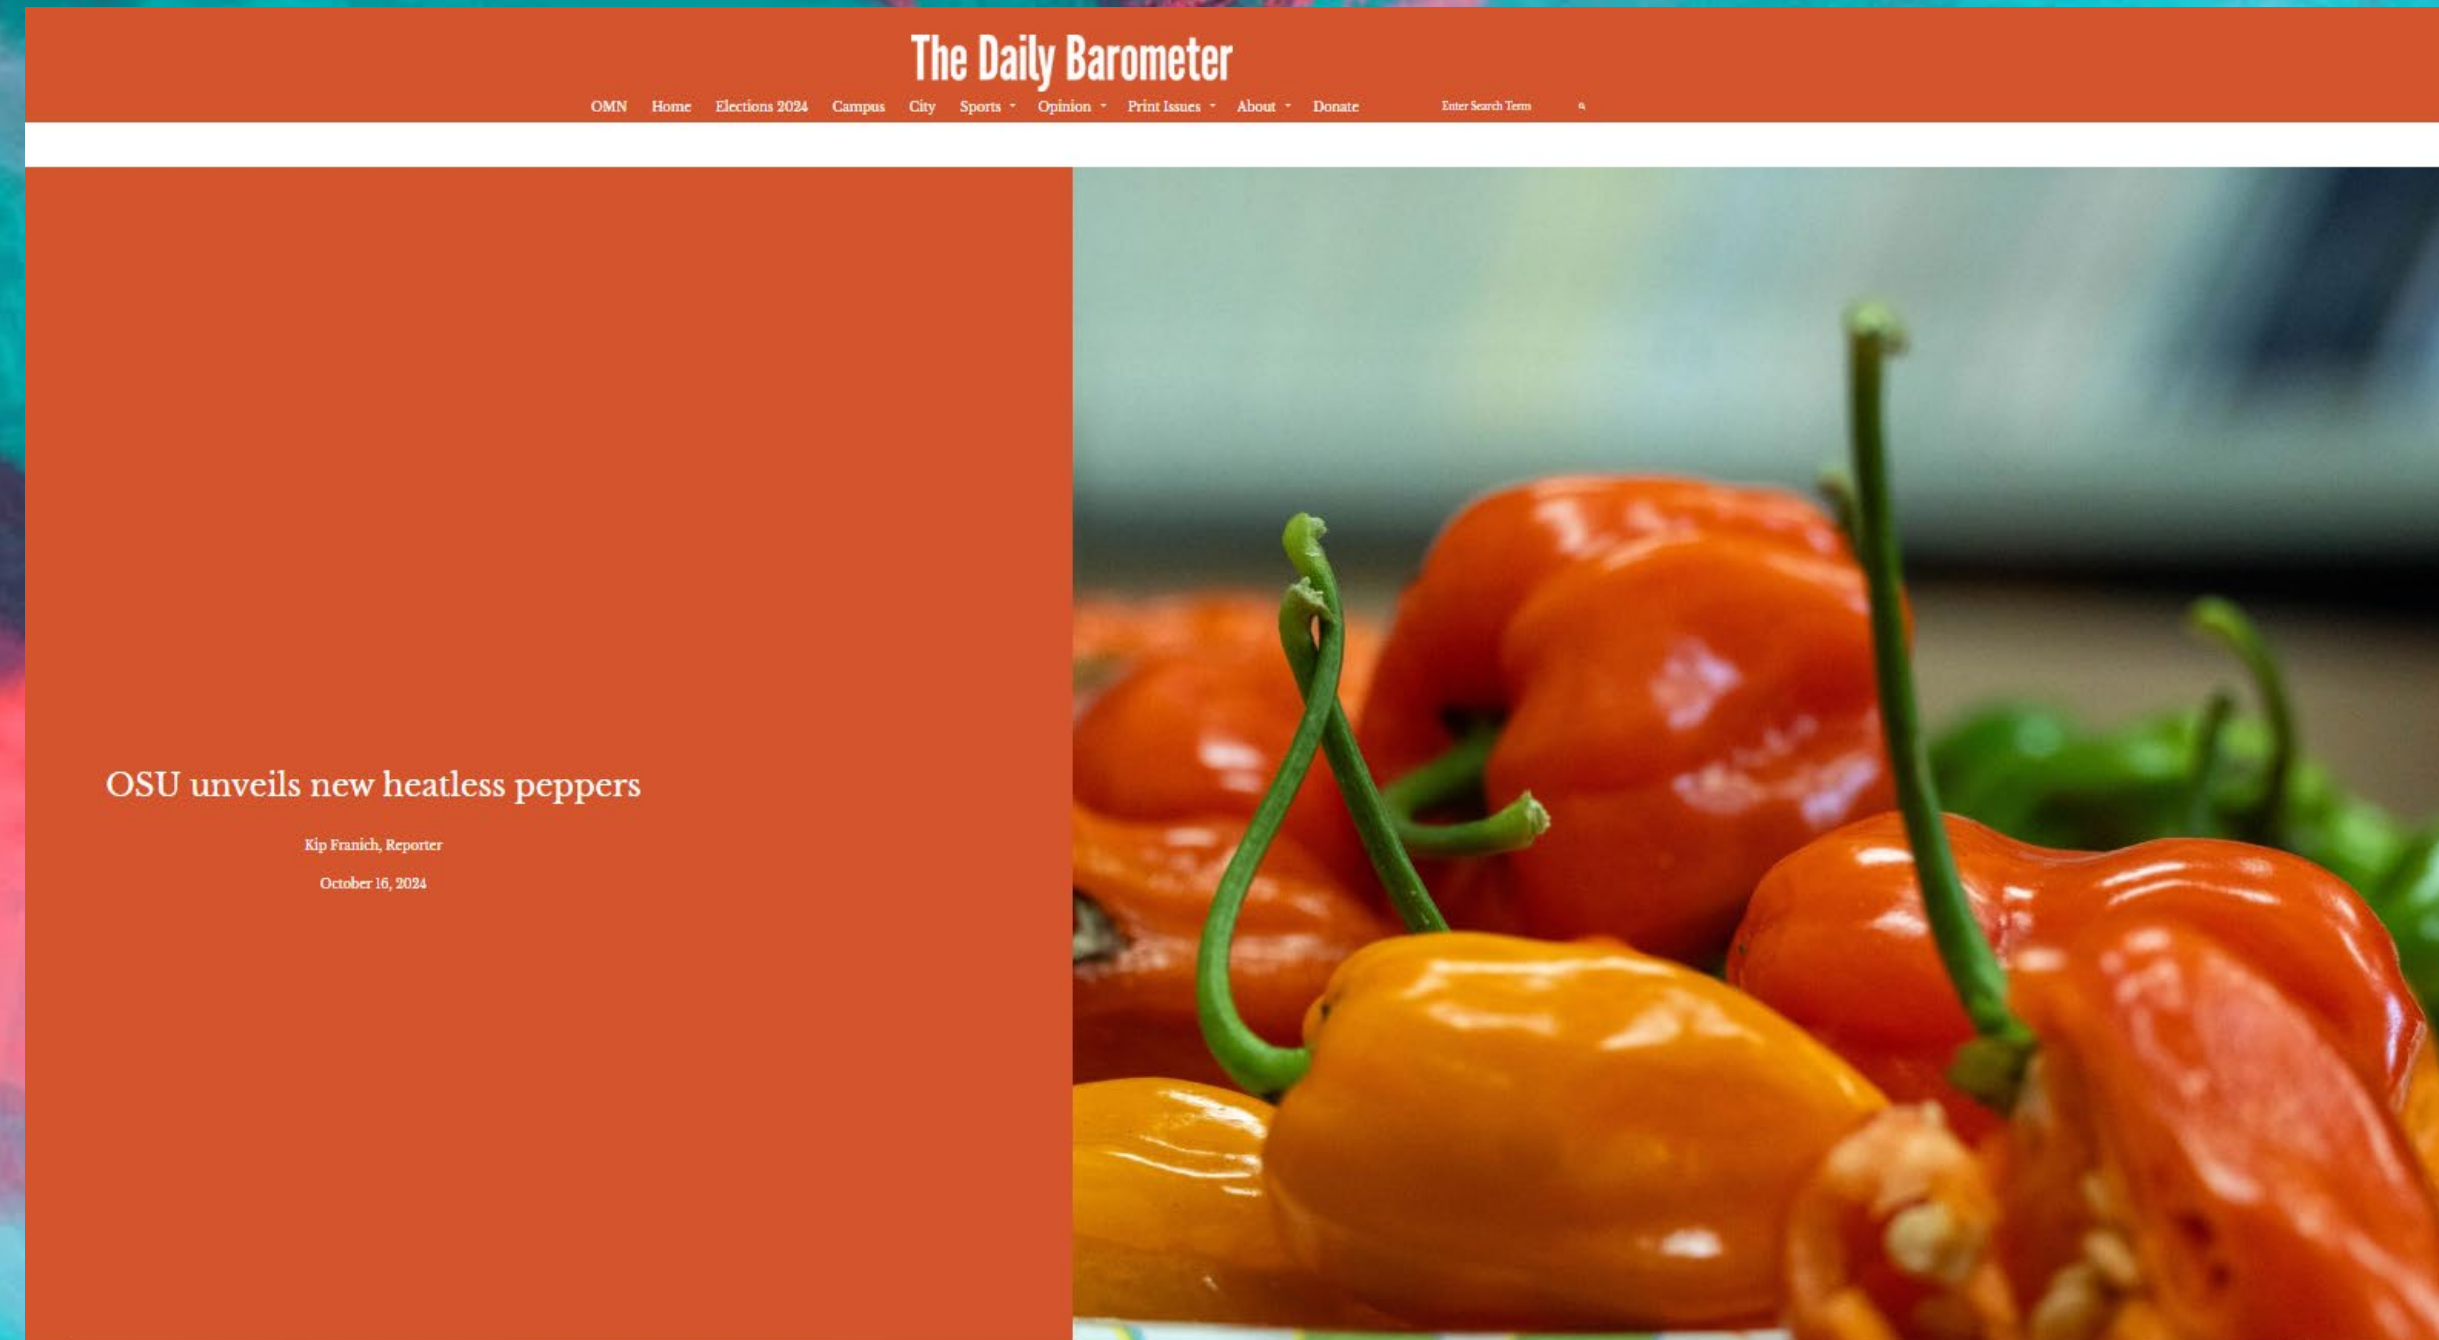 The Daily Barometer
OMN Home Elections 2024 Campus City Sports Opinion Print Issues About Donate Enter Search Term
OSU unveils new heatless peppers
Kip Franich, Reporter
October 16, 2024